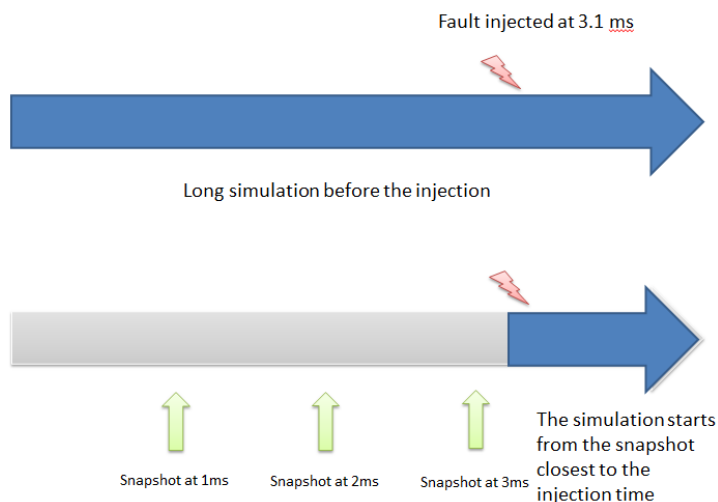 Fault injected at 3.1 ms
Long simulation before the injection
Snapshot at 1ms
Snapshot at 2ms
Snapshot at 3ms
The simulation starts
from the snapshot
closest to the
injection time